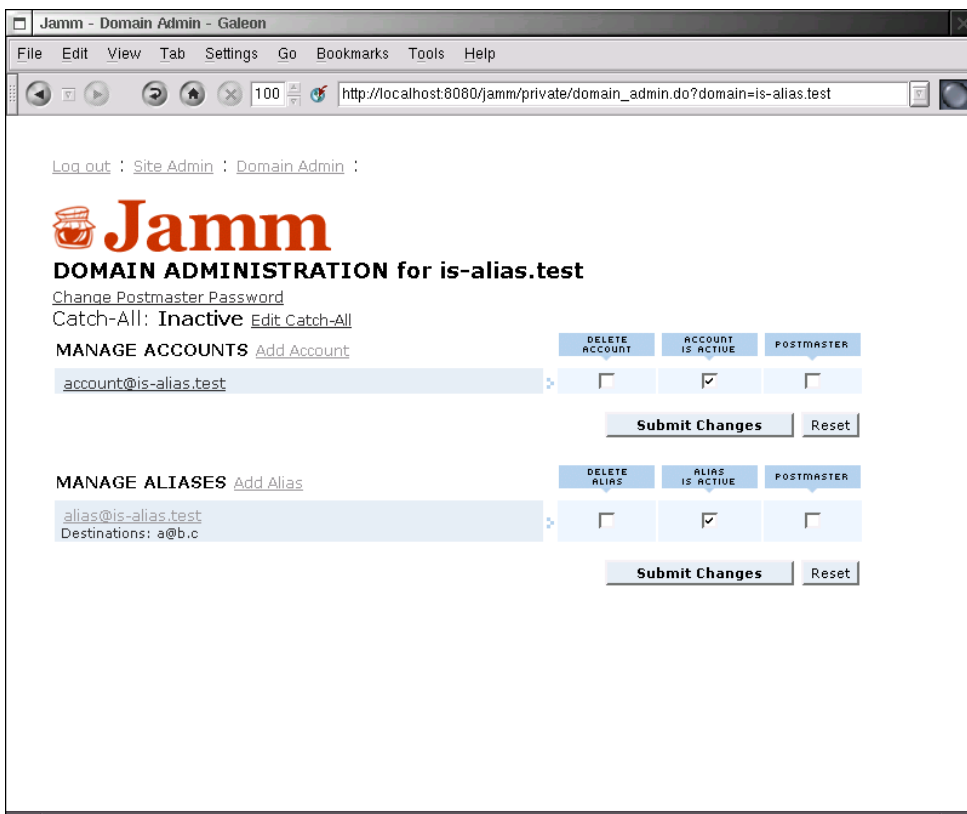 Jamm - Domain Admin - Galeon
File Edit View Tab Settings Go Bookmarks Tools Help
100 http://localhost:8080/jamm/private/domain_admin.do?domain=is-alias.test
Log out : Site Admin : Domain Admin :
Jamm
DOMAIN ADMINISTRATION for is-alias.test
Change Postmaster Password
Catch-All: Inactive Edit Catch-All
MANAGE ACCOUNTS Add Account DELETE ACCOUNT ACCOUNT IS ACTIVE POSTMASTER
account@is-alias.test
Submit Changes Reset
MANAGE ALIASES Add Alias DELETE ALIAS ALIAS IS ACTIVE POSTMASTER
alias@is-alias.test
Destinations: a@b.c
Submit Changes Reset